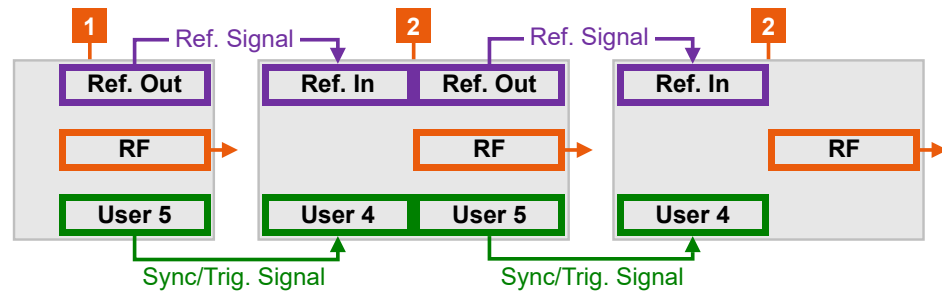 1
2
2
Ref. Signal
Ref. Signal
Ref. Out
Ref. In
Ref. Out
Ref. In
RF
RF
RF
User 5
User 4
User 5
User 4
Sync/Trig. Signal
Sync/Trig. Signal